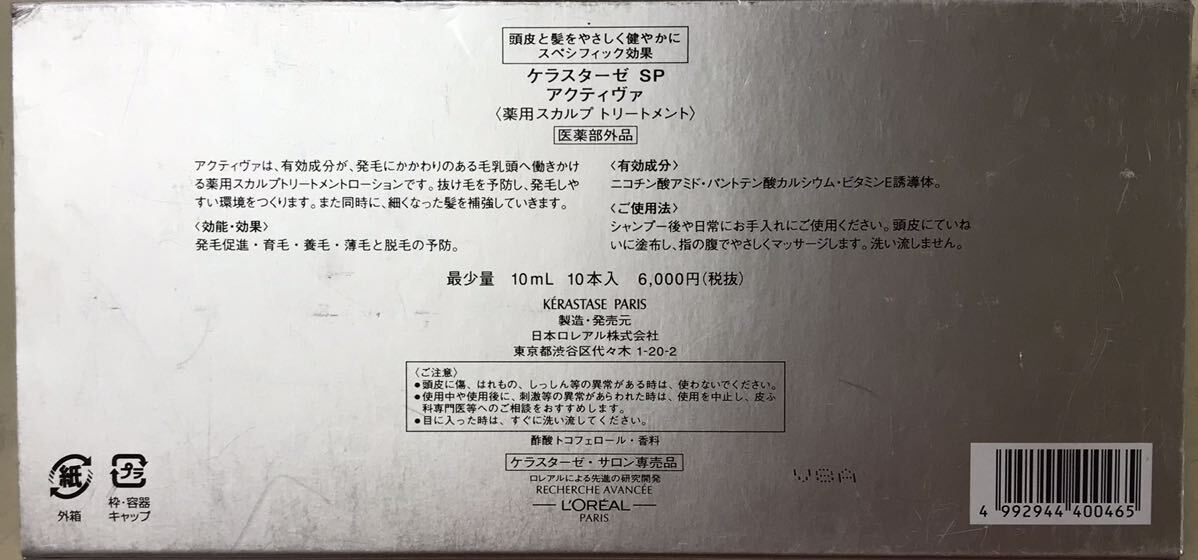 頭皮と髪をやさしく健やかに
スペシフィック効果
ケラスターゼ SP
アクティヴァ
〈薬用スカルプ トリートメント〉
医薬部外品
アクティヴァは、有効成分が、発毛にかかわりのある毛乳頭へ働きかけ
る薬用スカルプトリートメントローションです。抜け毛を予防し、発毛しや
すい環境をつくります。また同時に、細くなった髪を補強していきます。
〈効能・効果〉
発毛促進・育毛・養毛・薄毛と脱毛の予防。
〈有効成分〉
ニコチン酸アミド・パントテン酸カルシウム・ビタミンE誘導体。
〈ご使用法〉
シャンプー後や日常にお手入れにご使用ください。頭皮にていね
いに塗布し、指の腹でやさしくマッサージします。洗い流しません。
最少量 10mL 10本入 6,000円(税抜)
KÉRASTASE PARIS
製造・発売元
日本ロレアル株式会社
東京都渋谷区代々木 1-20-2
〈ご注意〉
●頭皮に傷、はれもの、しっしん等の異常がある時は、使わないでください。
●使用中や使用後に、刺激等の異常があらわれた時は、使用を中止し、皮ふ
科専門医等へのご相談をおすすめします。
●目に入った時は、すぐに洗い流してください。
酢酸トコフェロール・香料
ケラスターゼ・サロン専売品
ロレアルによる先進の研究開発
RECHERCHE AVANCÉE
L'ORÉAL
PARIS
紙
外箱
プラ
枠・容器
キャップ
VSA
4 992944 400465